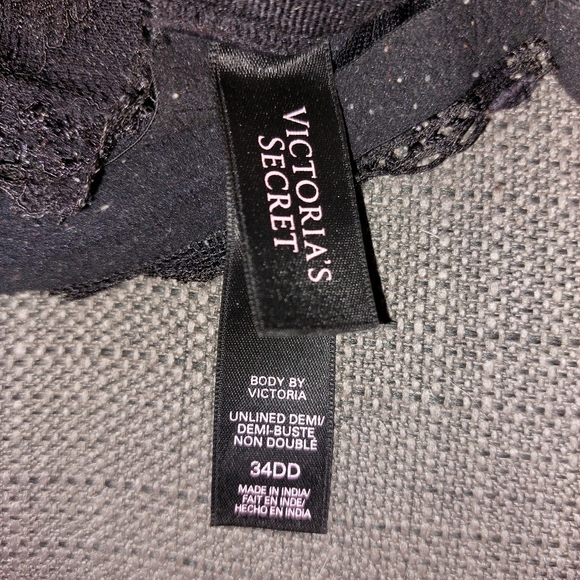 VICTORIA'S
SECRET
BODY BY
VICTORIA
UNLINED DEMI/
DEMI-BUSTE
NON DOUBLÉ
34DD
MADE IN INDIA/
FAIT EN INDE/
HECHO EN INDIA